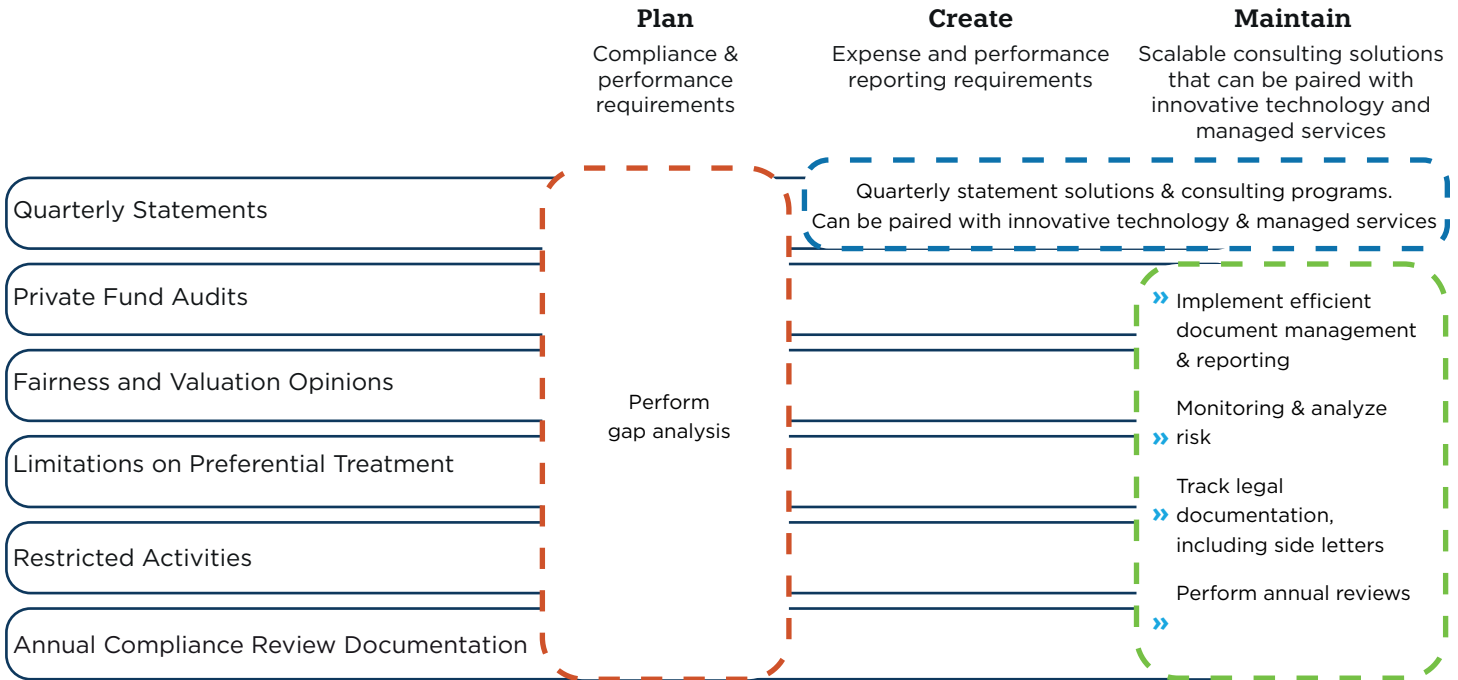 Plan
Compliance &
performance
requirements
Create
Expense and performance
reporting requirements
Maintain
Scalable consulting solutions
that can be paired with
innovative technology and
managed services
Quarterly Statements
Quarterly statement solutions & consulting programs.
Can be paired with innovative technology & managed services
Private Fund Audits
Fairness and Valuation Opinions
Limitations on Preferential Treatment
Restricted Activities
Annual Compliance Review Documentation
Perform
gap analysis
» Implement efficient
document management
& reporting
Monitoring & analyze
» risk
Track legal
» documentation,
including side letters
Perform annual reviews
»